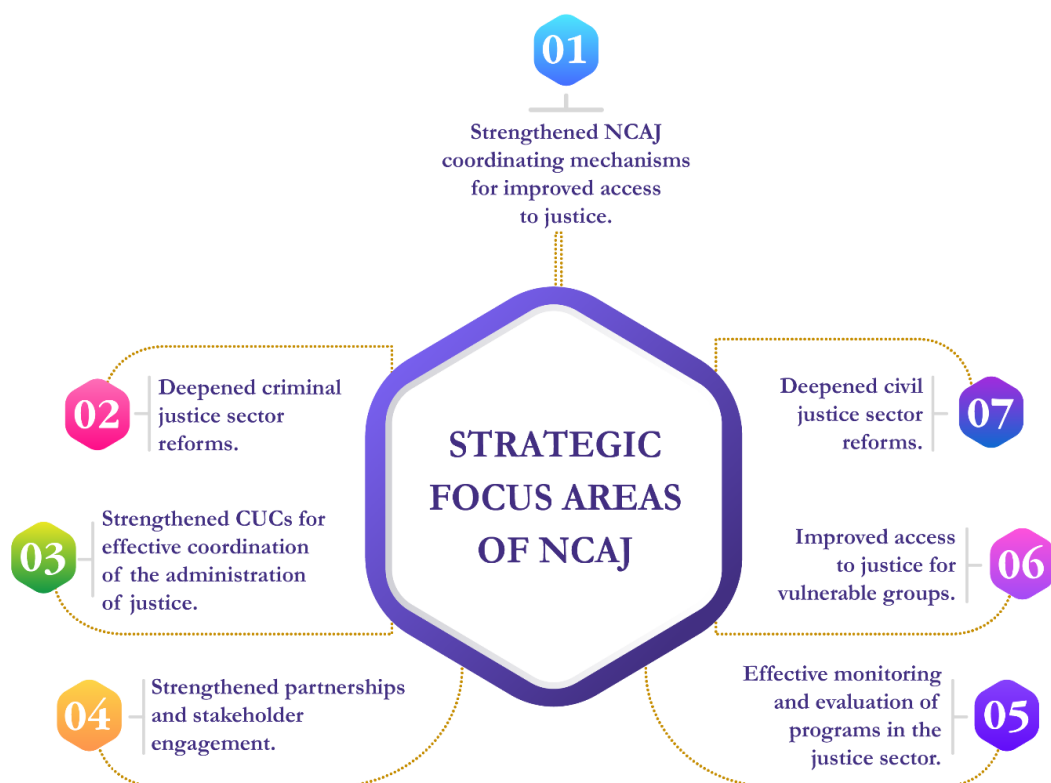 01
Strengthened NCAJ
coordinating mechanisms
for improved access
to justice.
STRATEGIC
FOCUS AREAS
OF NCAJ
02
Deepened criminal
justice sector
reforms.
03
Strengthened CUCs for
effective coordination
of the administration
of justice.
04
Strengthened partnerships
and stakeholder
engagement.
05
Effective monitoring
and evaluation of
programs in the
justice sector.
06
Improved access
to justice for
vulnerable groups.
07
Deepened civil
justice sector
reforms.